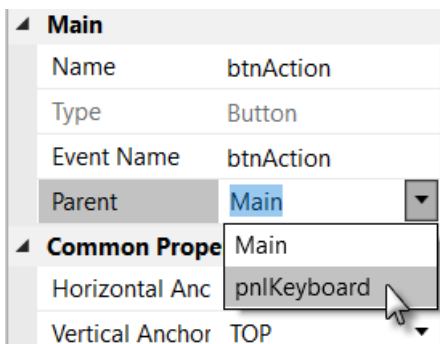 Main
Name btnAction
Type Button
Event Name btnAction
Parent Main
Common Prope Main
Horizontal Anc pnlKeyboard
Vertical Anchor TOP